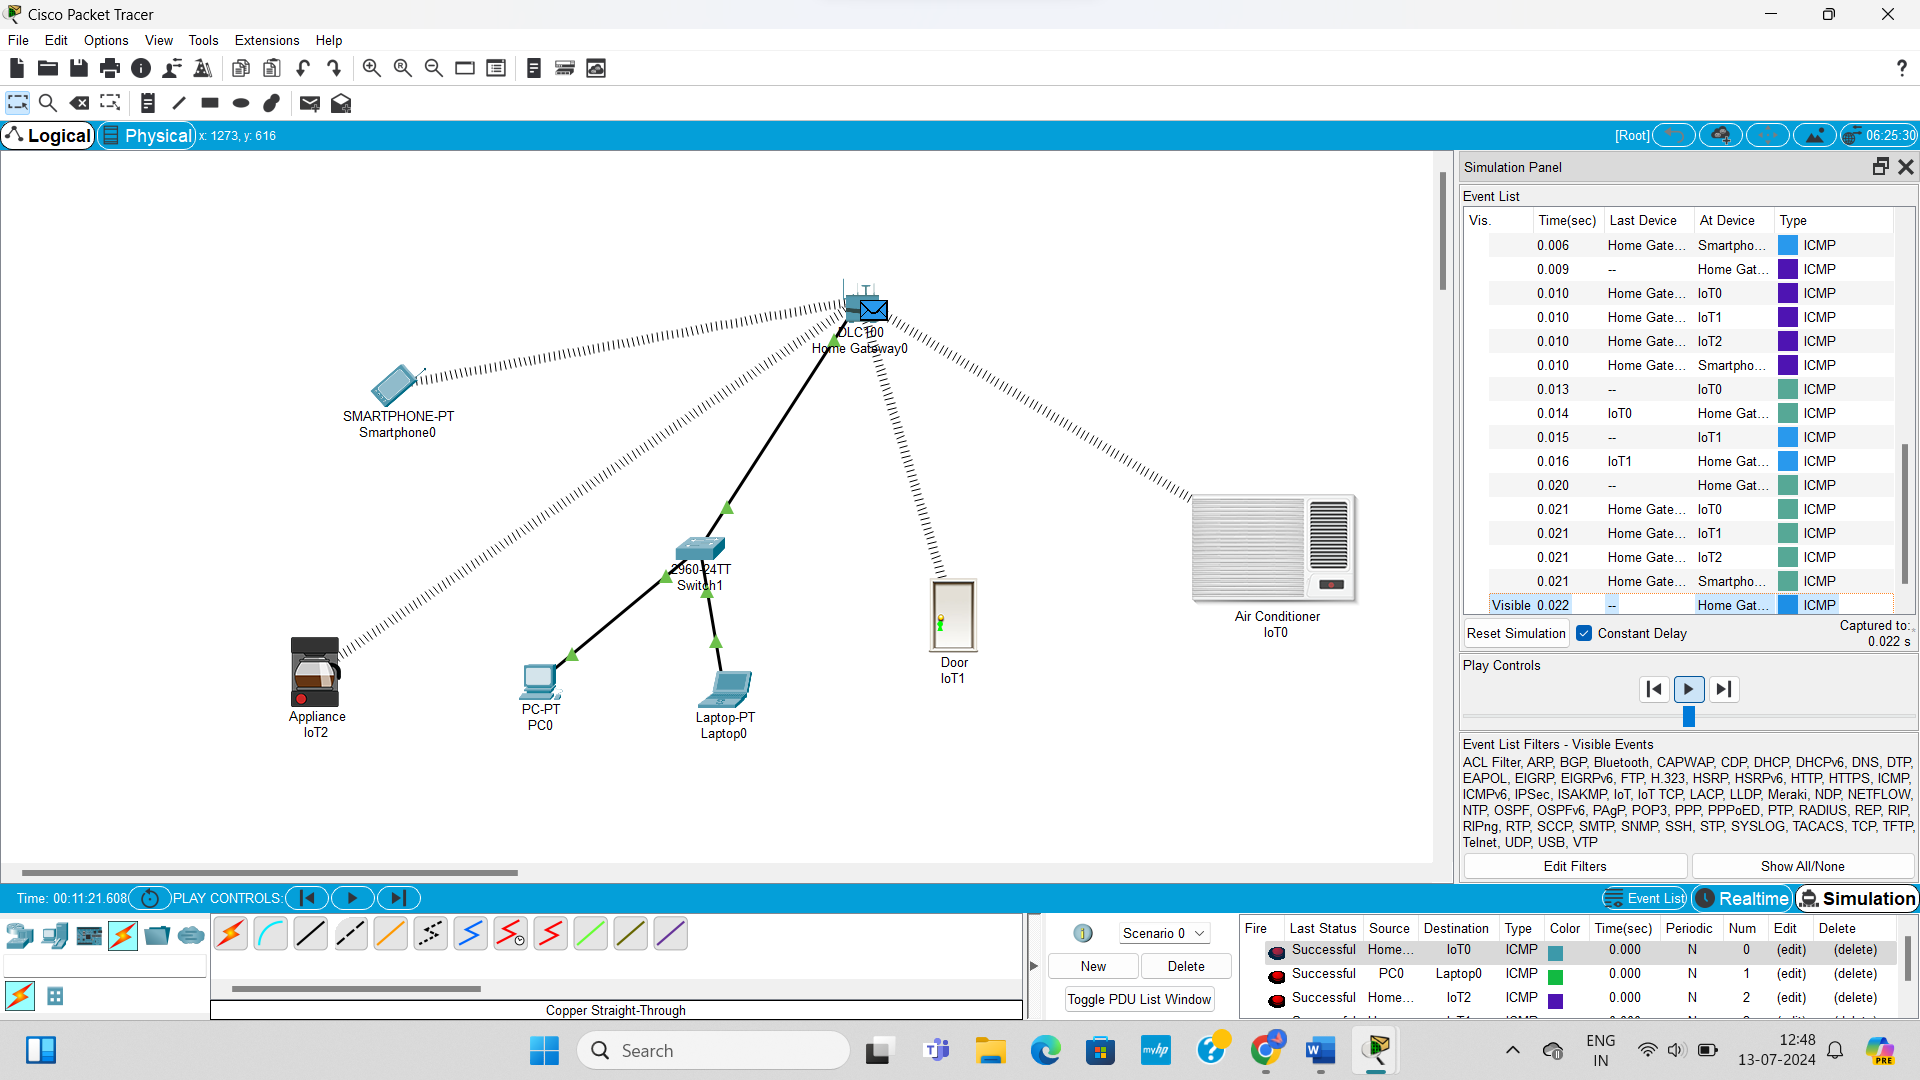 Cisco Packet Tracer
File Edit Options View Tools Extensions Help
?
Logical Physical x: 1273, y: 616 [Root] 06:25:30
DLC100
Home Gateway0
SMARTPHONE-PT
Smartphone0
2960-24TT
Switch1
Air Conditioner
IoT0
Door
IoT1
PC-PT
PC0
Laptop-PT
Laptop0
Appliance
IoT2
Simulation Panel
Event List
Vis. Time(sec) Last Device At Device Type
0.006 Home Gate... Smartpho... ICMP
0.009 -- Home Gat... ICMP
0.010 Home Gate... IoT0 ICMP
0.010 Home Gate... IoT1 ICMP
0.010 Home Gate... IoT2 ICMP
0.010 Home Gate... Smartpho... ICMP
0.013 -- IoT0 ICMP
0.014 IoT0 Home Gat... ICMP
0.015 -- IoT1 ICMP
0.016 IoT1 Home Gat... ICMP
0.020 -- Home Gat... ICMP
0.021 Home Gate... IoT0 ICMP
0.021 Home Gate... IoT1 ICMP
0.021 Home Gate... IoT2 ICMP
0.021 Home Gate... Smartpho... ICMP
Visible 0.022 -- Home Gat... ICMP
Reset Simulation Constant Delay Captured to:
0.022 s
Play Controls
Event List Filters - Visible Events
ACL Filter, ARP, BGP, Bluetooth, CAPWAP, CDP, DHCP, DHCPv6, DNS, DTP,
EAPOL, EIGRP, EIGRPv6, FTP, H.323, HSRP, HSRPv6, HTTP, HTTPS, ICMP,
ICMPv6, IPSec, ISAKMP, IoT, IoT TCP, LACP, LLDP, Meraki, NDP, NETFLOW,
NTP, OSPF, OSPFv6, PAgP, POP3, PPP, PPPoED, PTP, RADIUS, REP, RIP,
RIPng, RTP, SCCP, SMTP, SNMP, SSH, STP, SYSLOG, TACACS, TCP, TFTP,
Telnet, UDP, USB, VTP
Edit Filters Show All/None
Time: 00:11:21.608 PLAY CONTROLS: Event List Realtime Simulation
Scenario 0
New Delete
Toggle PDU List Window
Fire Last Status Source Destination Type Color Time(sec) Periodic Num Edit Delete
Successful Home... IoT0 ICMP 0.000 N 0 (edit) (delete)
Successful PC0 Laptop0 ICMP 0.000 N 1 (edit) (delete)
Successful Home... IoT2 ICMP 0.000 N 2 (edit) (delete)
Copper Straight-Through
Search
myhp
ENG
IN
12:48
13-07-2024
PRE